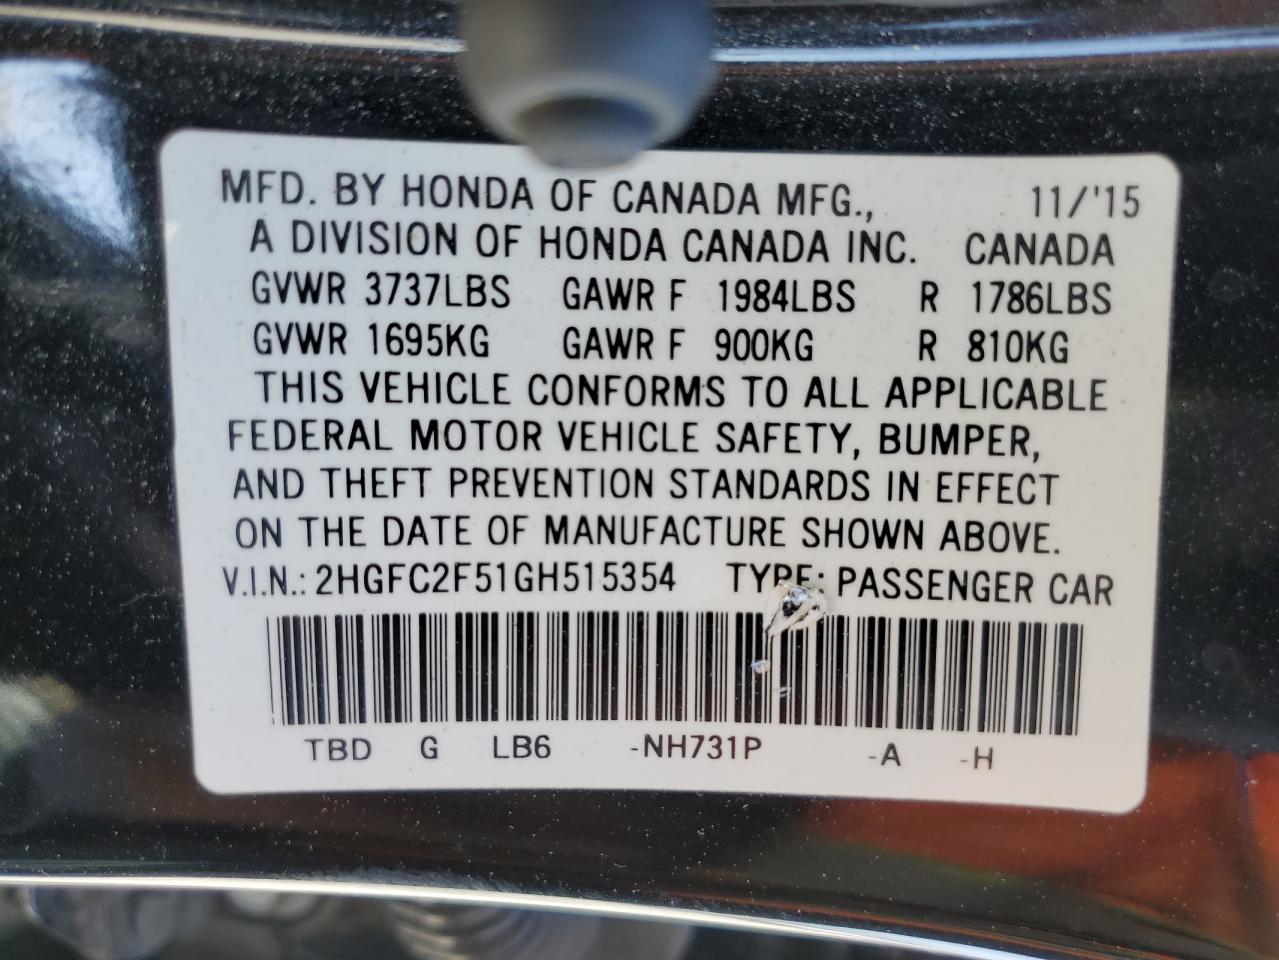 MFD. BY HONDA OF CANADA MFG., 11/'15
A DIVISION OF HONDA CANADA INC. CANADA
GVWR 3737LBS GAWR F 1984LBS R 1786LBS
GVWR 1695KG GAWR F 900KG R 810KG
THIS VEHICLE CONFORMS TO ALL APPLICABLE
FEDERAL MOTOR VEHICLE SAFETY, BUMPER,
AND THEFT PREVENTION STANDARDS IN EFFECT
ON THE DATE OF MANUFACTURE SHOWN ABOVE.
V.I.N.: 2HGFC2F51GH515354 TYPE: PASSENGER CAR
TBD G LB6 -NH731P -A -H